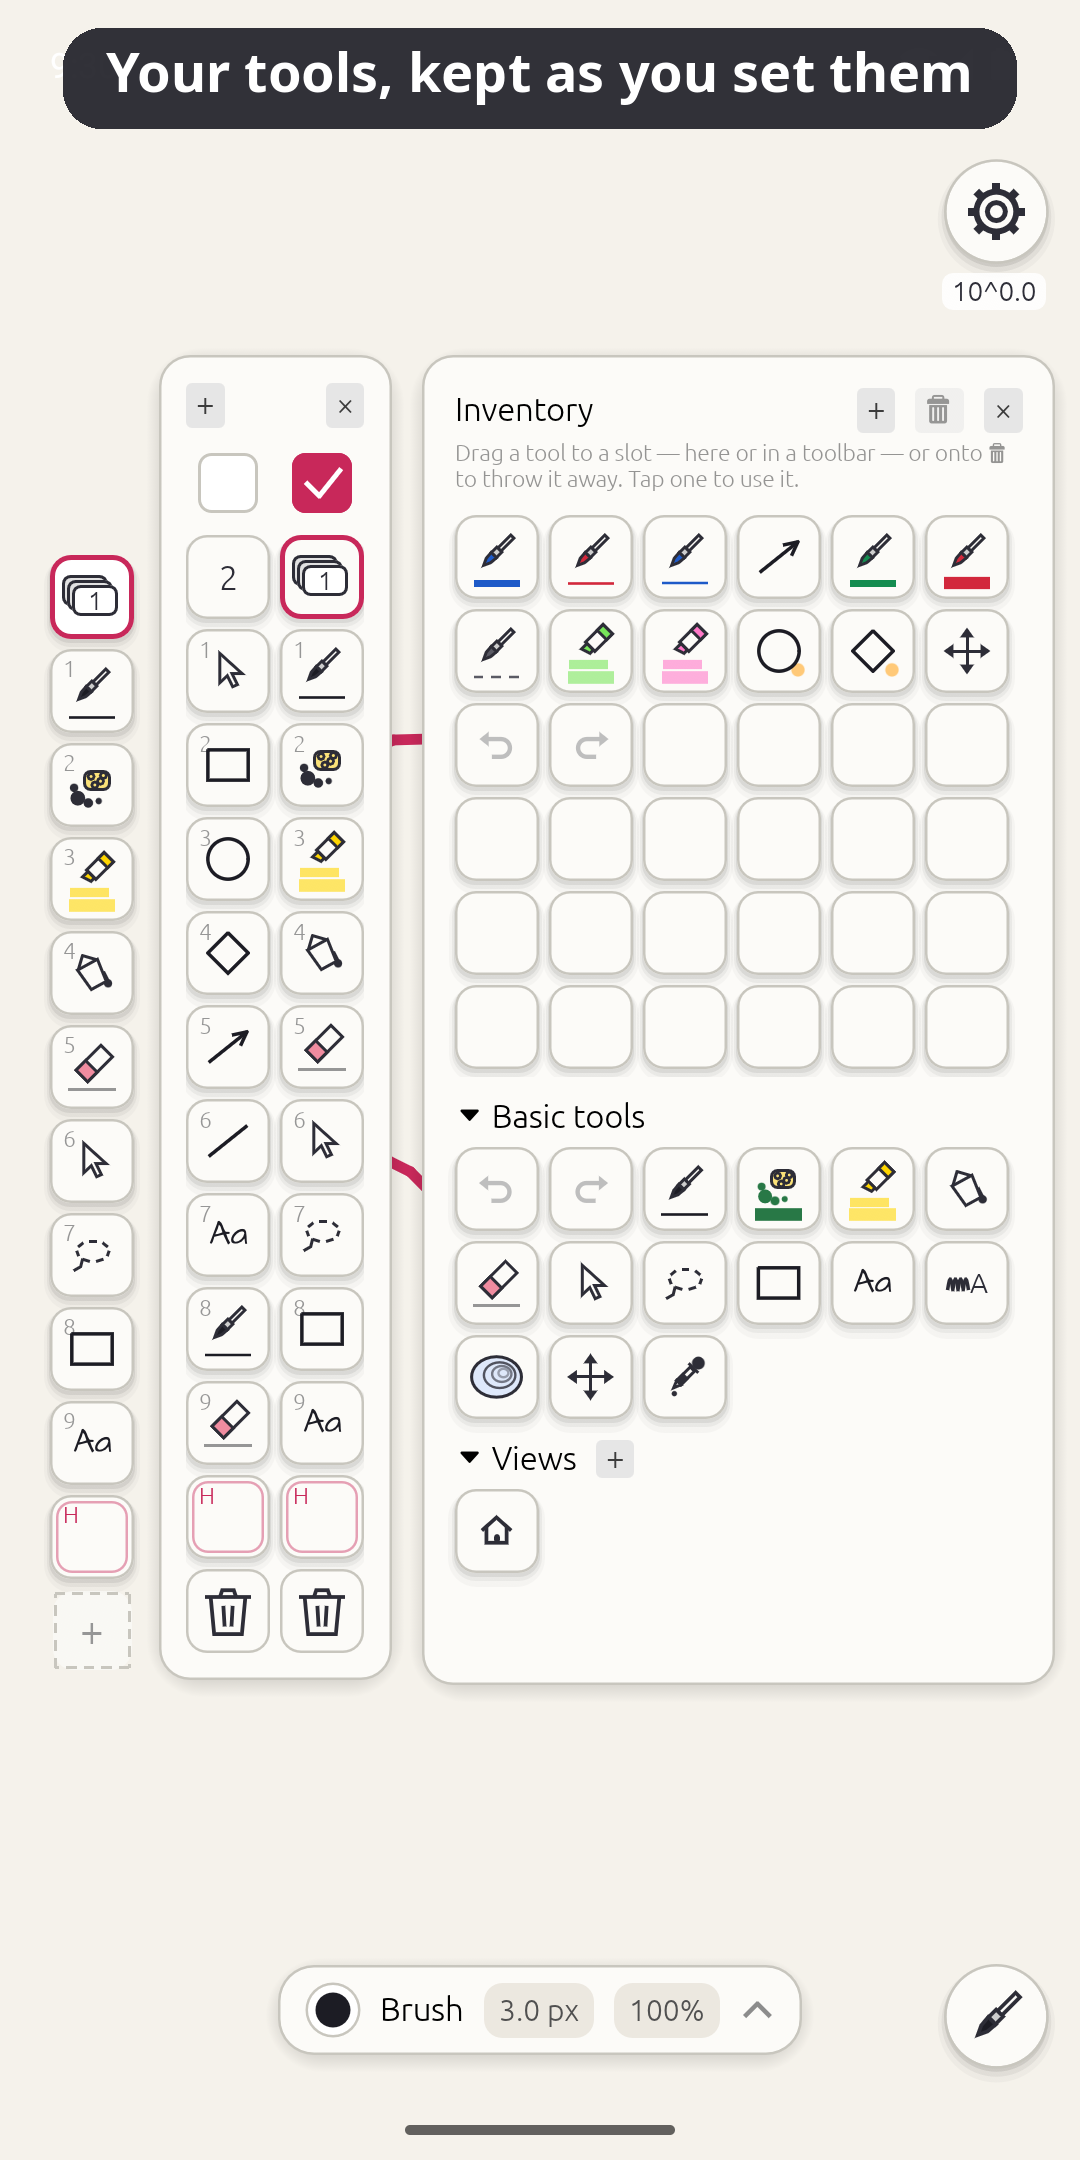 Your tools, kept as you set them
10^0.0
+ ×
Inventory + ×
Drag a tool to a slot — here or in a toolbar — or onto
to throw it away. Tap one to use it.
1
1
2
3
4
5
6
7
8
9 Aa
H
+
2
1
2
3
4
5
6
7 Aa
8
9
H
1
1
2
3
4
5
6
7
8
9 Aa
H
Basic tools
Aa A
Views +
Brush 3.0 px 100%